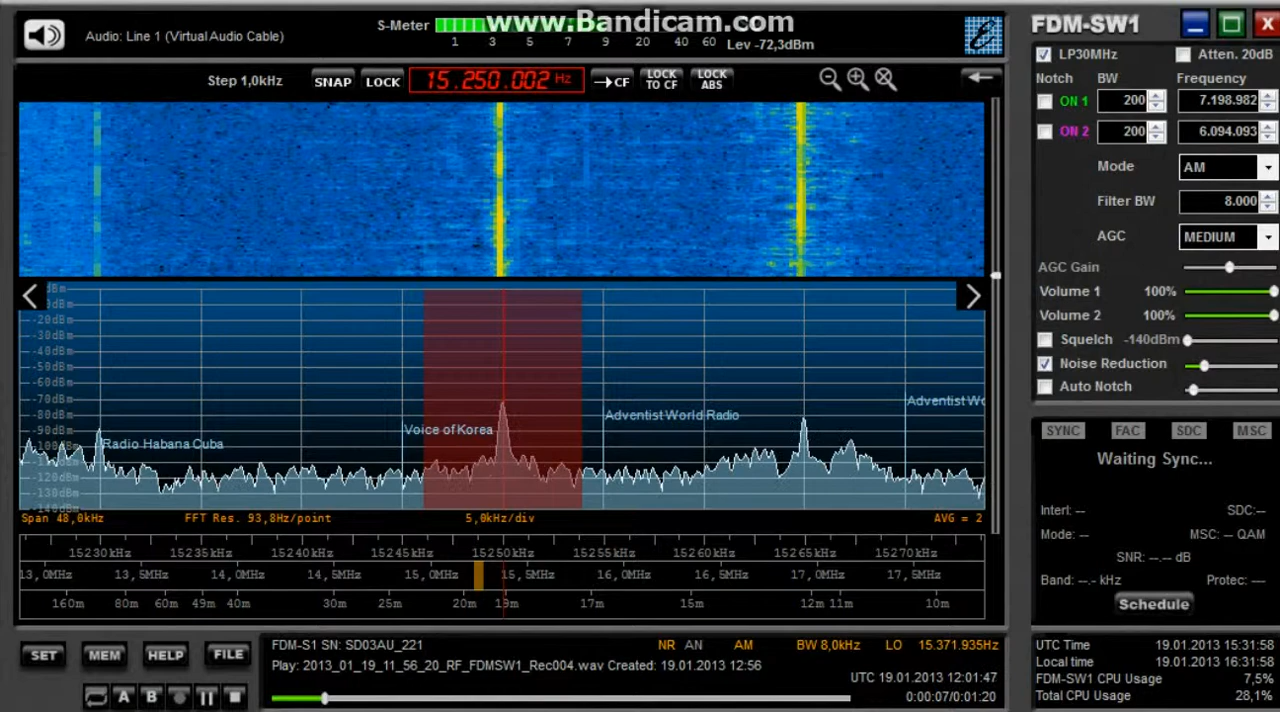 www.Bandicam.com
S-Meter
1 3 5 7 9 20 40 60 Lev -72,3dBm
Audio: Line 1 (Virtual Audio Cable)
Step 1,0kHz SNAP LOCK 15.250.002 Hz →CF LOCK TO CF LOCK ABS
-20dBm
-30dBm
-40dBm
-50dBm
-60dBm
-70dBm
-80dBm
-90dBm
-100dBm
-110dBm
-120dBm
-130dBm
Radio Habana Cuba
Voice of Korea
Adventist World Radio
Adventist Wo
Span 48,0kHz FFT Res. 93,8Hz/point 5,0kHz/div AVG = 2
15230kHz 15235kHz 15240kHz 15245kHz 15250kHz 15255kHz 15260kHz 15265kHz 15270kHz
13,0MHz 13,5MHz 14,0MHz 14,5MHz 15,0MHz 15,5MHz 16,0MHz 16,5MHz 17,0MHz 17,5MHz
160m 80m 60m 49m 40m 30m 25m 20m 19m 17m 15m 12m 11m 10m
SET MEM HELP FILE
A B
FDM-S1 SN: SD03AU_221 NR AN AM BW 8,0kHz LO 15.371.935Hz
Play: 2013_01_19_11_56_20_RF_FDMSW1_Rec004.wav Created: 19.01.2013 12:56
UTC 19.01.2013 12:01:47
0:00:07/0:01:20
FDM-SW1
LP30MHz Atten. 20dB
Notch BW Frequency
ON 1 200 7.198.982
ON 2 200 6.094.093
Mode AM
Filter BW 8.000
AGC MEDIUM
AGC Gain
Volume 1 100%
Volume 2 100%
Squelch -140dBm
Noise Reduction
Auto Notch
SYNC FAC SDC MSC
Waiting Sync...
Interl: -- SDC:--
Mode: -- MSC: -- QAM
SNR: --.-- dB
Band: --.- kHz Protec: ---
Schedule
UTC Time 19.01.2013 15:31:58
Local time 19.01.2013 16:31:58
FDM-SW1 CPU Usage 7,5%
Total CPU Usage 28,1%